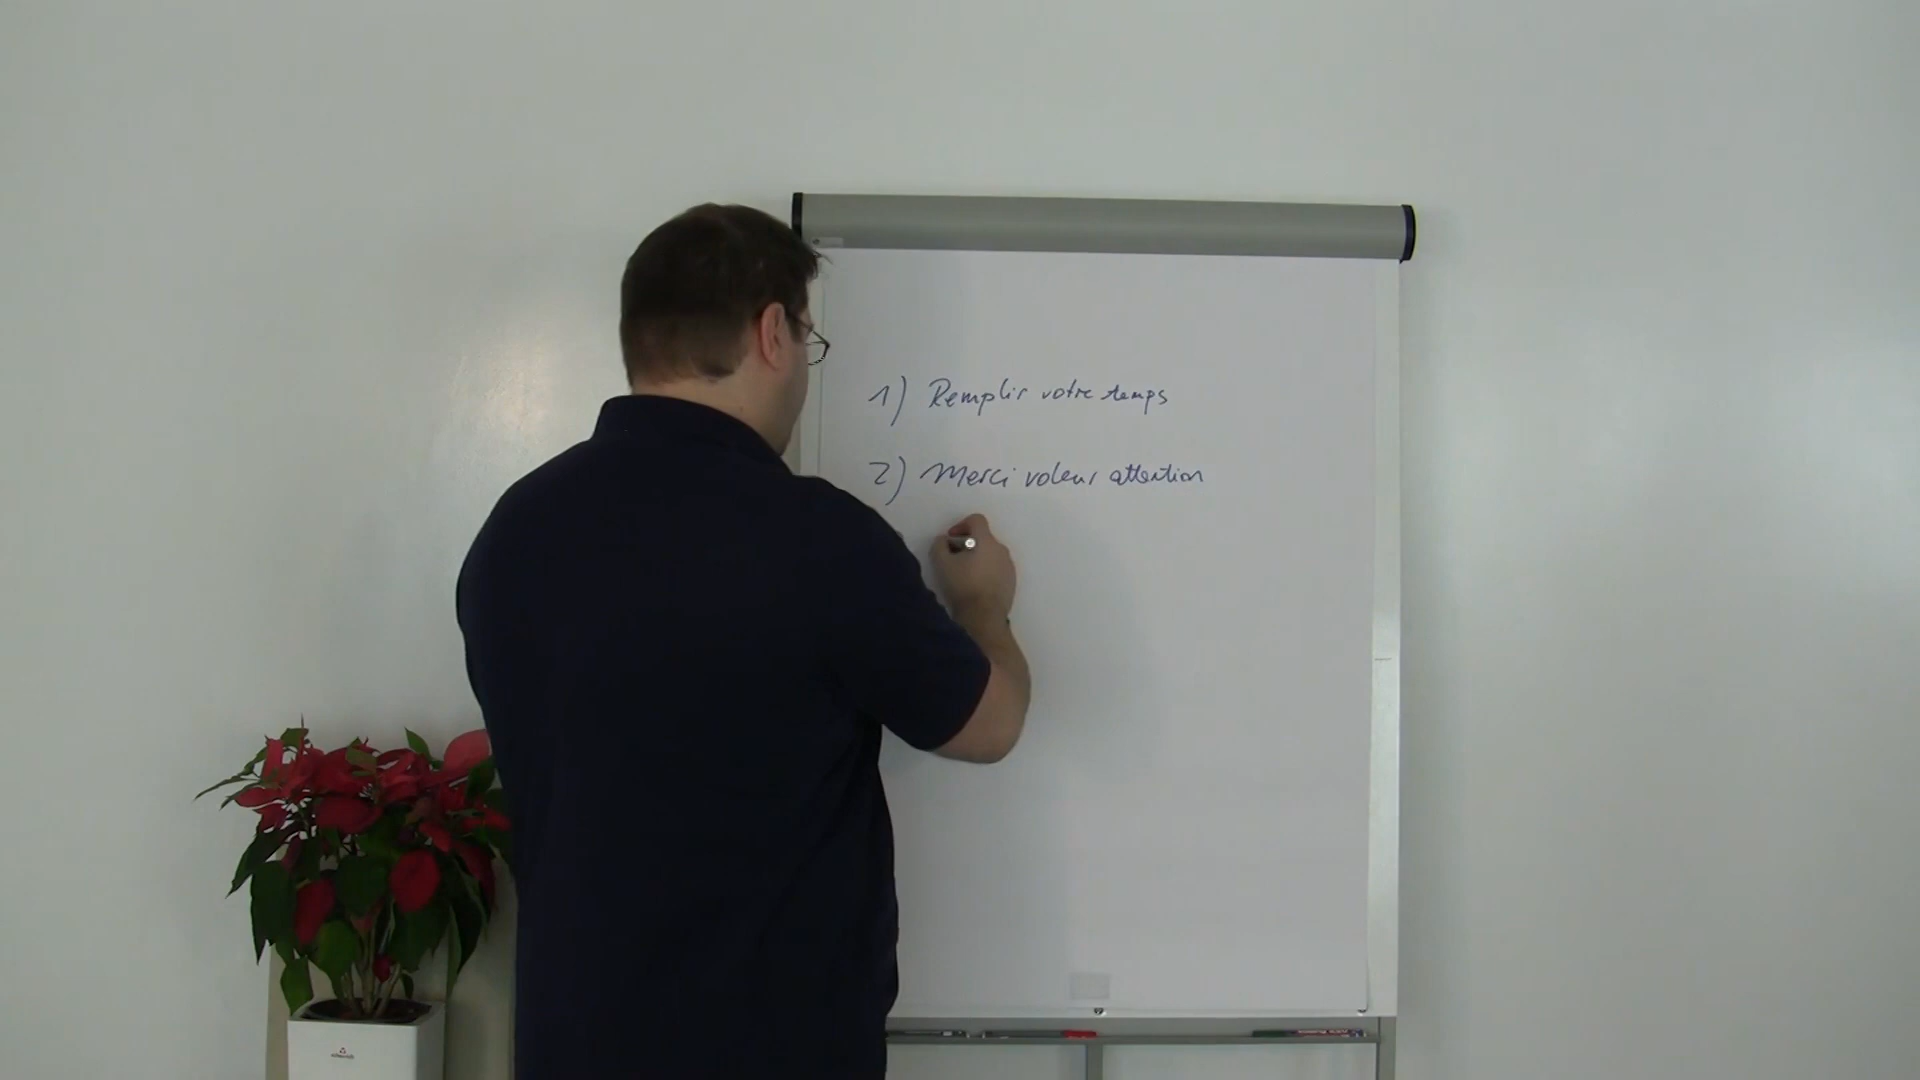 1) Remplir votre temps
2) Merci voleur attention